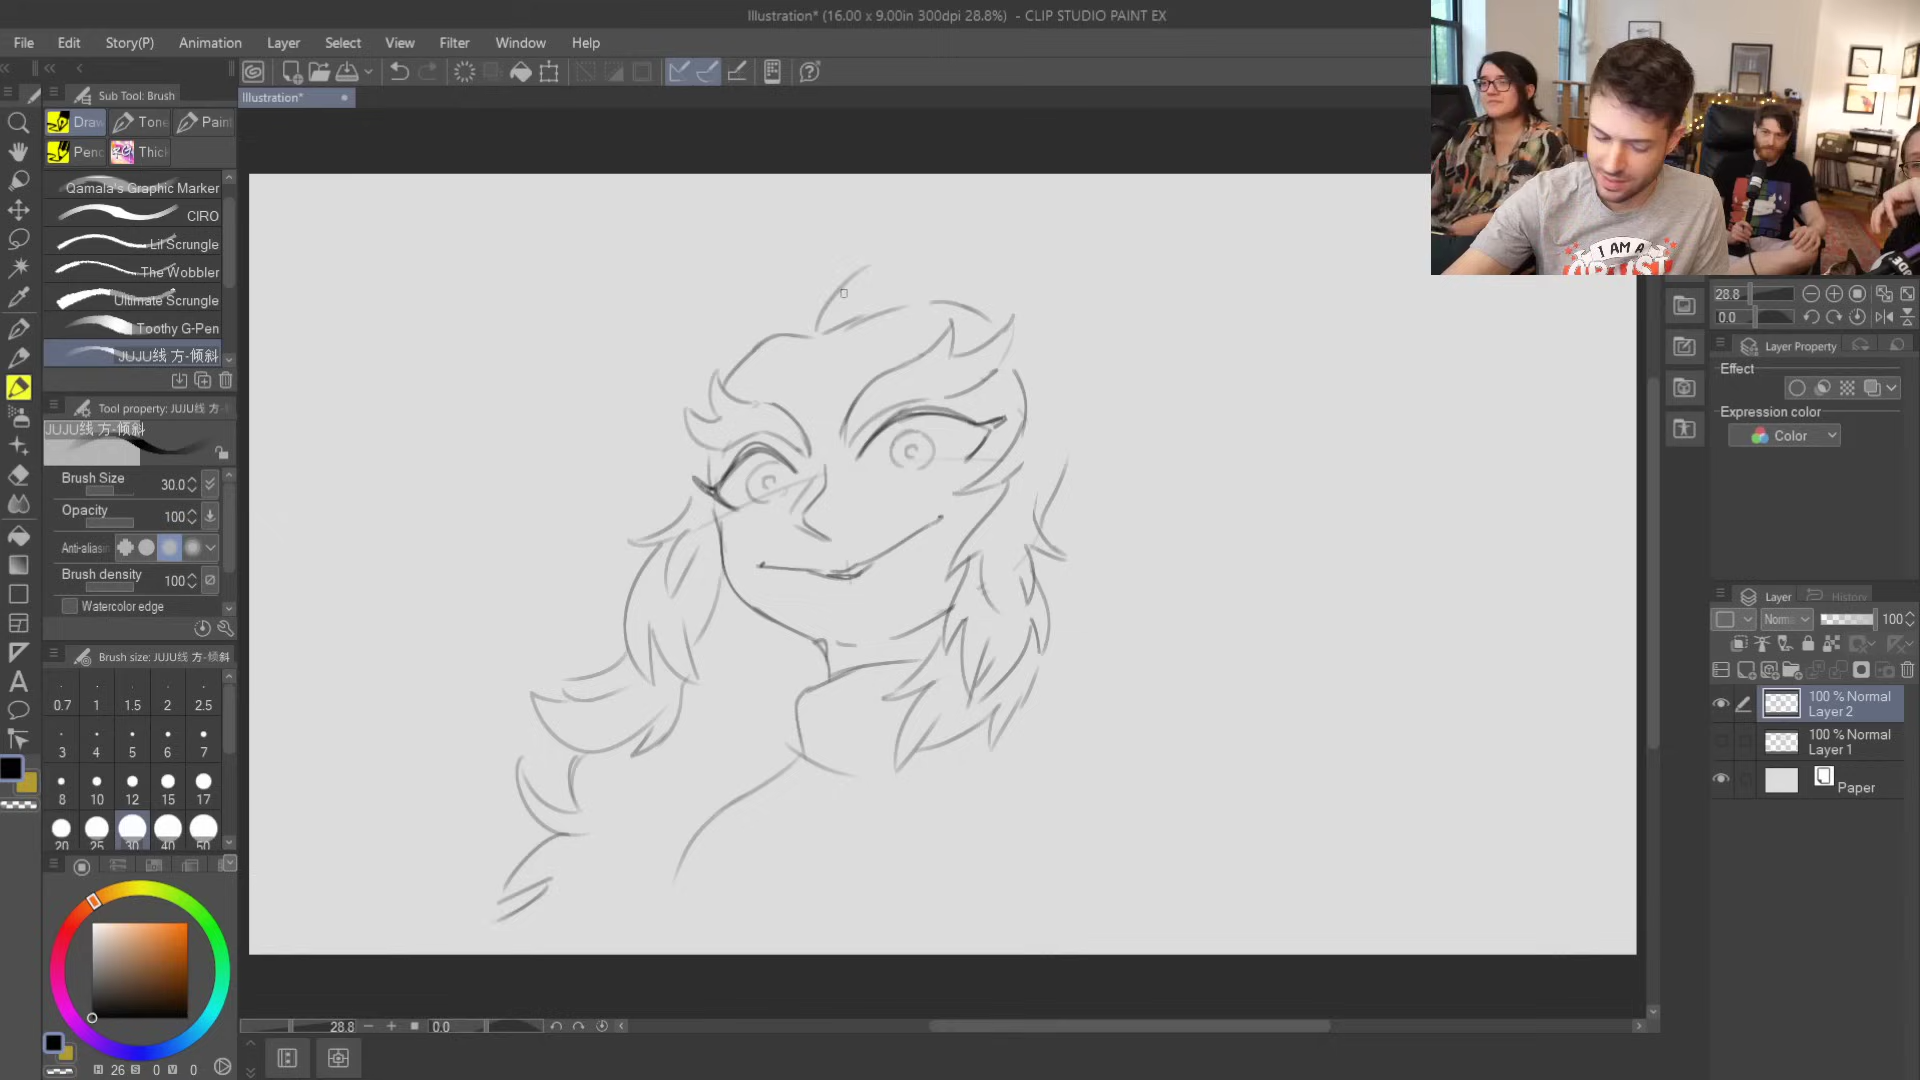 Illustration* (16.00 x 9.00in 300dpi 28.8%) - CLIP STUDIO PAINT EX
File Edit Story(P) Animation Layer Select View Filter Window Help
Sub Tool: Brush
Illustration*
Draw Tone Paint
Penc Thick
Qamala's Graphic Marker
CIRO
Lil Scrungle
The Wobbler
Ultimate Scrungle
Toothy G-Pen
JUJU线 方-倾斜
Tool property: JUJU线 方
JUJU线 方-倾斜
Brush Size 30.0
Opacity 100
Anti-aliasin
Brush density 100
Watercolor edge
Brush size: JUJU线 方-倾斜
0.7 1 1.5 2 2.5
3 4 5 6 7
8 10 12 15 17
20 25 30 40 50
H 26 S 0 V 0
28.8 0.0
I AM A
ARTIST
28.8
0.0
Layer Property
Effect
Expression color
Color
Layer History
Norm 100
100 % Normal
Layer 2
100 % Normal
Layer 1
Paper